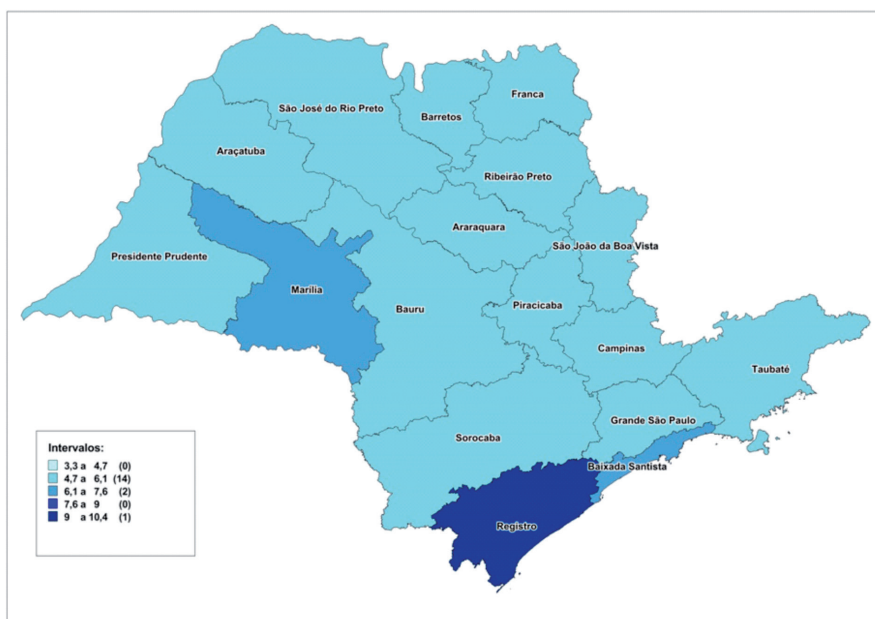 Franca
São José do Rio Preto
Barretos
Araçatuba
Ribeirão Preto
Araraquara
São João da Boa Vista
Presidente Prudente
Marília
Bauru
Piracicaba
Campinas
Taubaté
Grande São Paulo
Sorocaba
Baixada Santista
Registro
Intervalos:
3,3 a 4,7 (0)
4,7 a 6,1 (14)
6,1 a 7,6 (2)
7,6 a 9 (0)
9 a 10,4 (1)